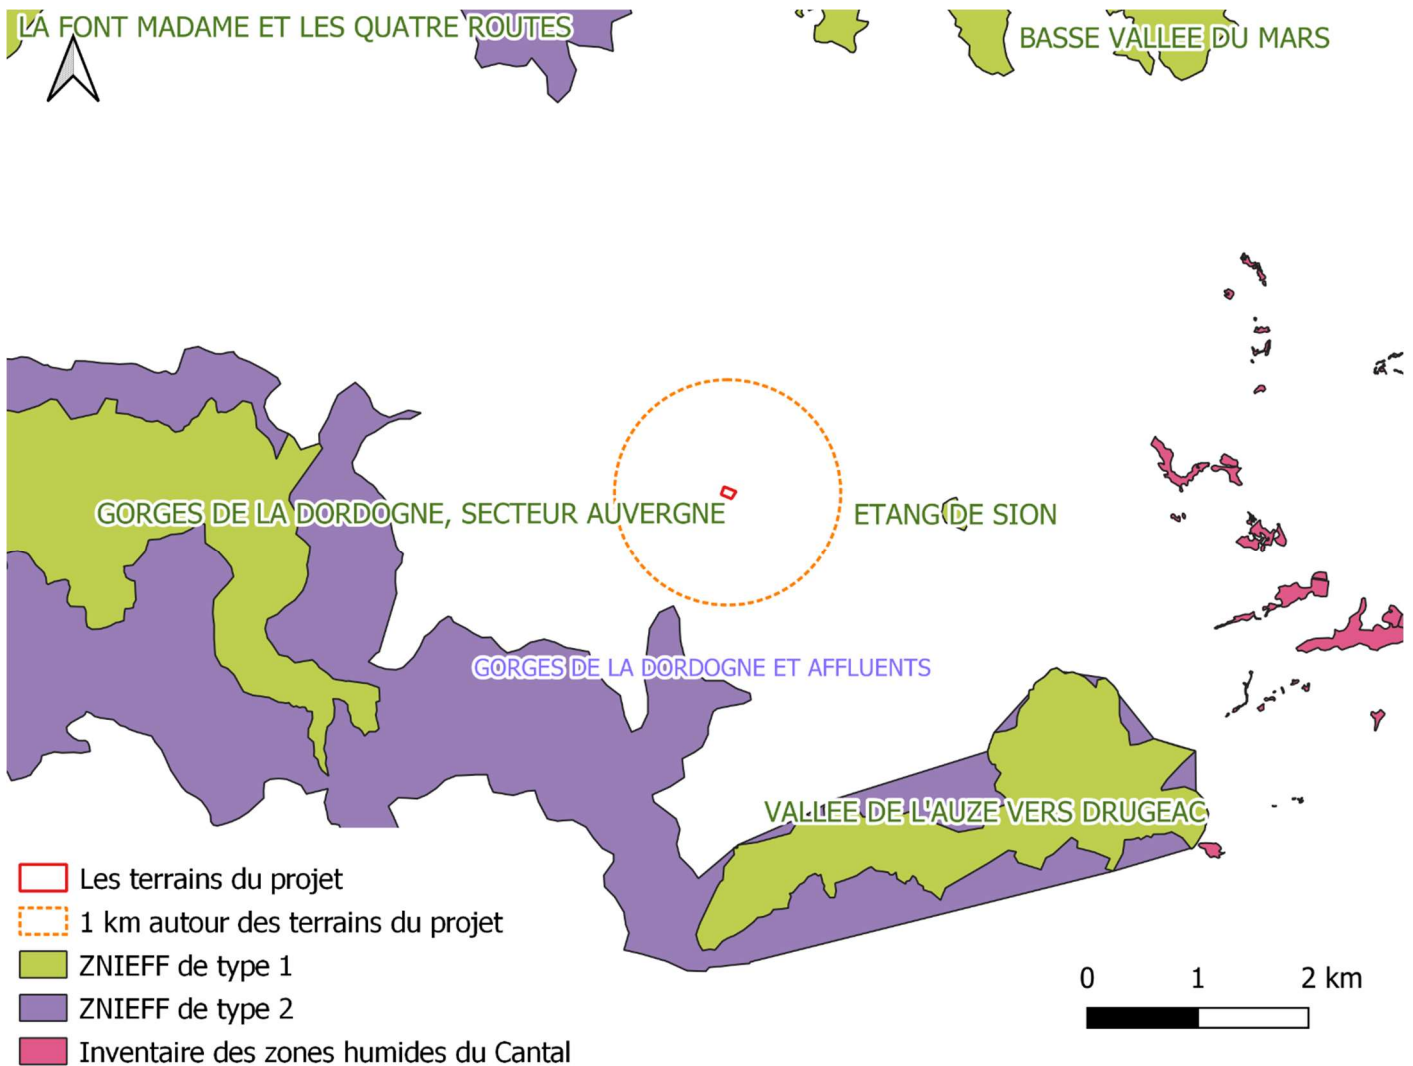 LA FONT MADAME ET LES QUATRE ROUTES
BASSE VALLEE DU MARS
GORGES DE LA DORDOGNE, SECTEUR AUVERGNE
ETANG DE SION
GORGES DE LA DORDOGNE ET AFFLUENTS
VALLEE DE L'AUZE VERS DRUGEAC
Les terrains du projet
1 km autour des terrains du projet
ZNIEFF de type 1
ZNIEFF de type 2
Inventaire des zones humides du Cantal
0 1 2 km